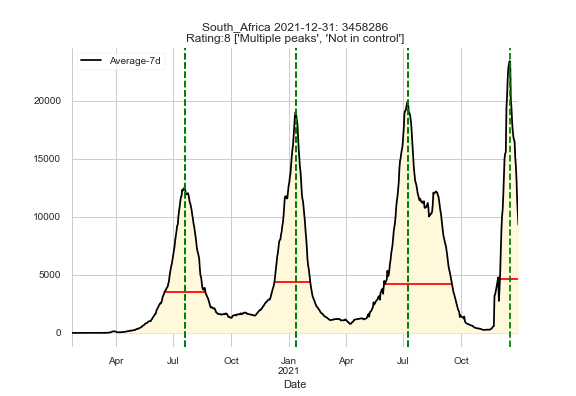 South_Africa 2021-12-31: 3458286
Rating:8 ['Multiple peaks', 'Not in control']
Average-7d
20000
15000
10000
5000
0
Apr Jul Oct Jan Apr Jul Oct
2021
Date